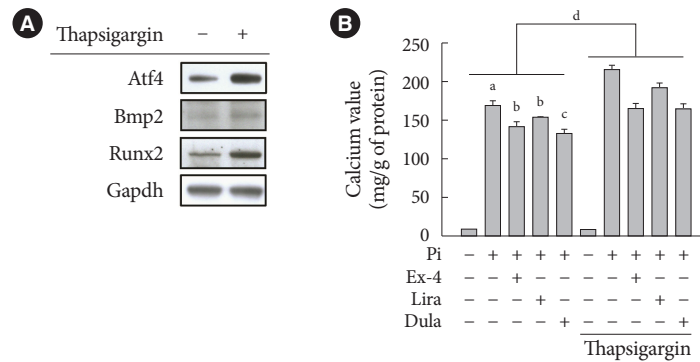 A
Thapsigargin − +
Atf4
Bmp2
Runx2
Gapdh
B
d
250
200
150
100
50
0
Calcium value
(mg/g of protein)
a
b
b
c
Pi − + + + + − + + + +
Ex-4 − − + − − − − + − −
Lira − − − + − − − − + −
Dula − − − − + − − − − +
Thapsigargin